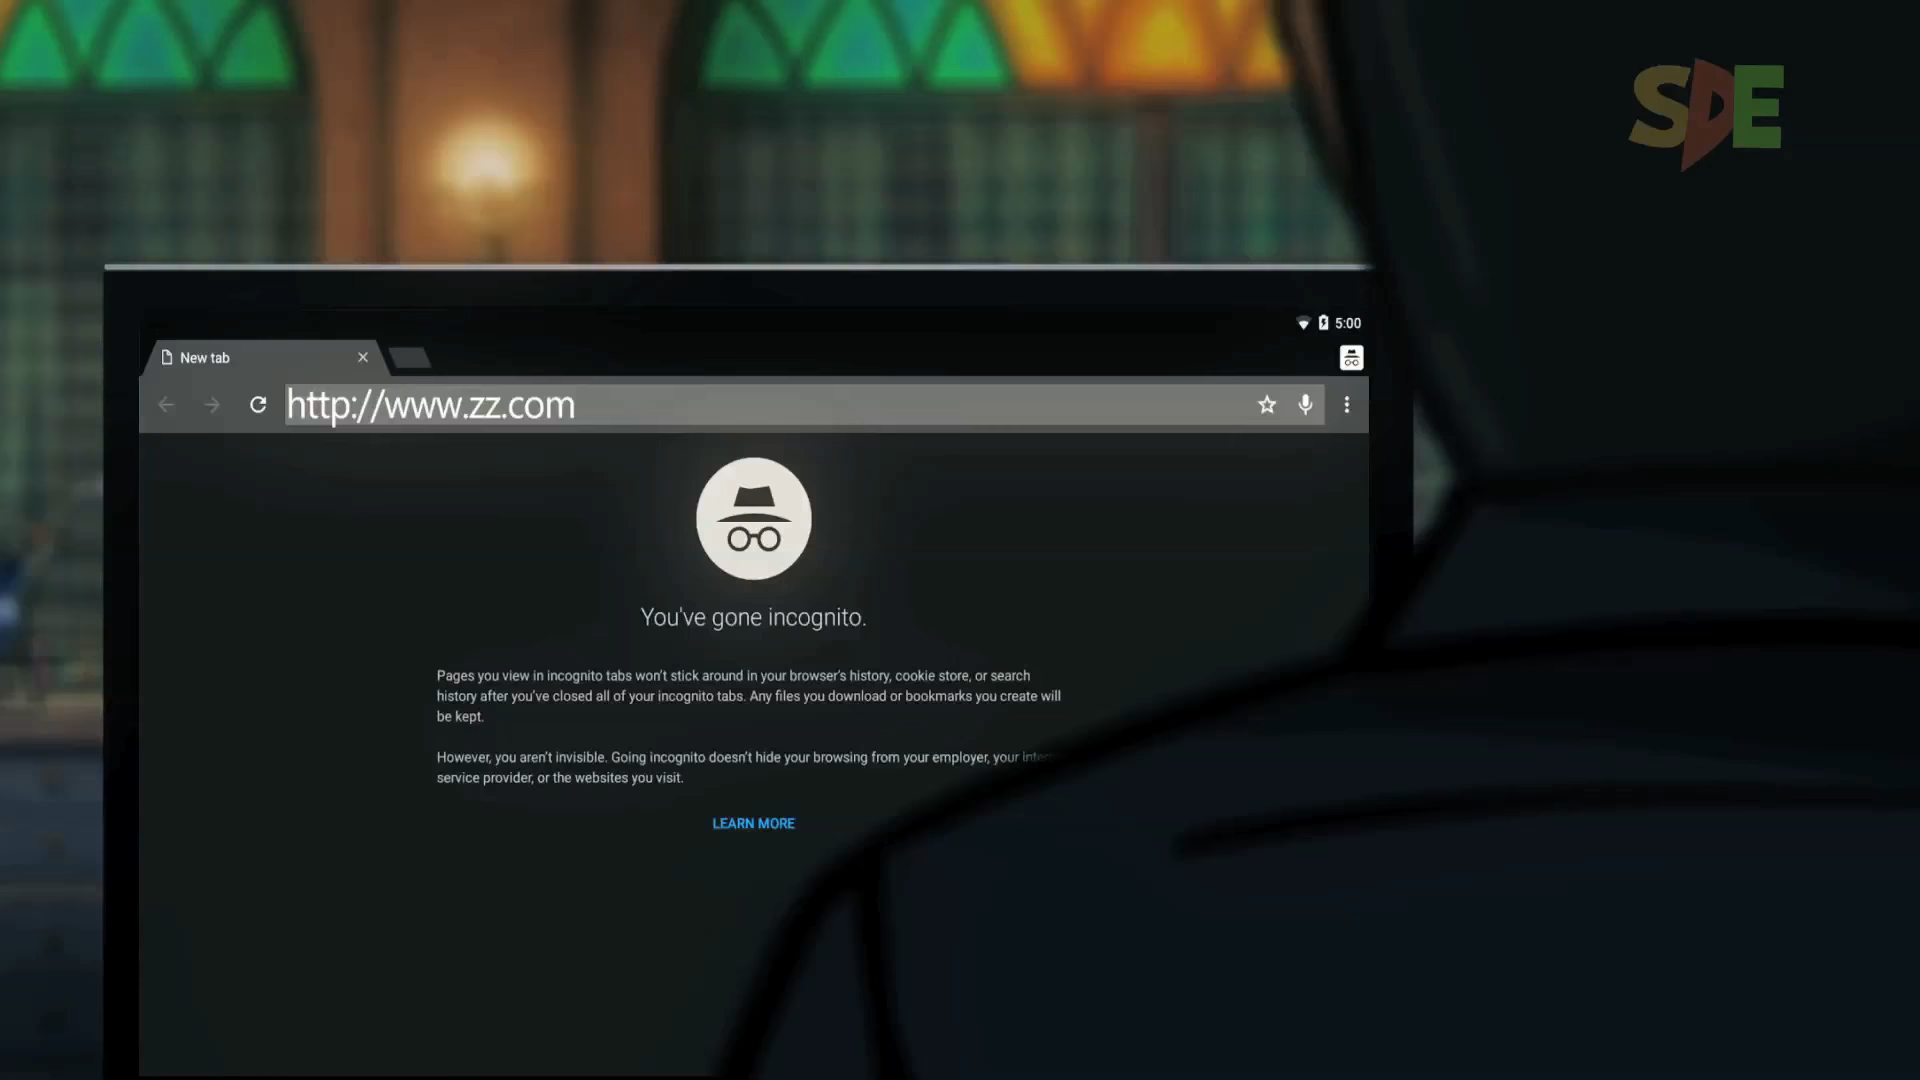 SDE
5:00
New tab
http://www.zz.com
You've gone incognito.
Pages you view in incognito tabs won't stick around in your browser's history, cookie store, or search
history after you've closed all of your incognito tabs. Any files you download or bookmarks you create will
be kept.
However, you aren't invisible. Going incognito doesn't hide your browsing from your employer, your
service provider, or the websites you visit.
LEARN MORE